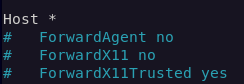 Host *
#   ForwardAgent no
#   ForwardX11 no
#   ForwardX11Trusted yes